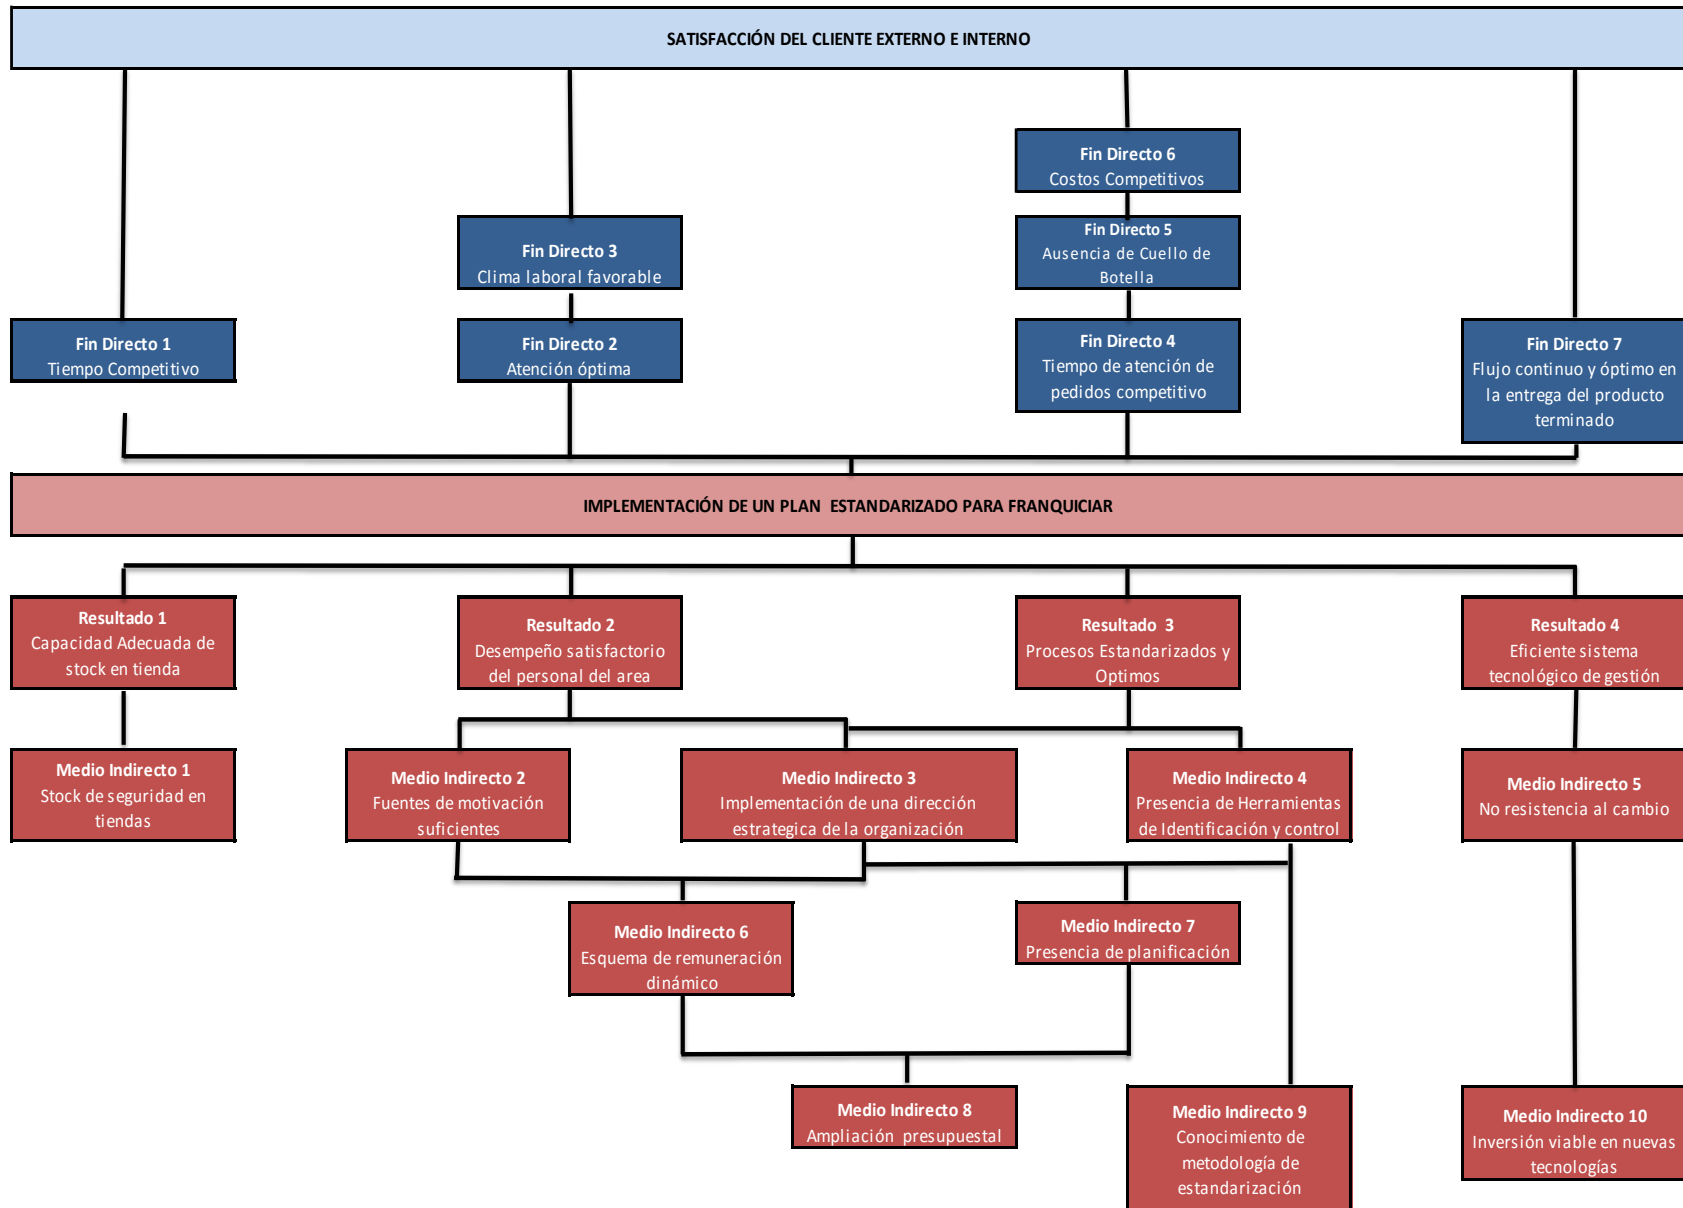 SATISFACCIÓN DEL CLIENTE EXTERNO E INTERNO
Fin Directo 6
Costos Competitivos
Fin Directo 3
Clima laboral favorable
Fin Directo 5
Ausencia de Cuello de
Botella
Fin Directo 1
Tiempo Competitivo
Fin Directo 2
Atención óptima
Fin Directo 4
Tiempo de atención de
pedidos competitivo
Fin Directo 7
Flujo continuo y óptimo en
la entrega del producto
terminado
IMPLEMENTACIÓN DE UN PLAN ESTANDARIZADO PARA FRANQUICIAR
Resultado 1
Capacidad Adecuada de
stock en tienda
Resultado 2
Desempeño satisfactorio
del personal del area
Resultado 3
Procesos Estandarizados y
Optimos
Resultado 4
Eficiente sistema
tecnológico de gestión
Medio Indirecto 1
Stock de seguridad en
tiendas
Medio Indirecto 2
Fuentes de motivación
suficientes
Medio Indirecto 3
Implementación de una dirección
estrategica de la organización
Medio Indirecto 4
Presencia de Herramientas
de Identificación y control
Medio Indirecto 5
No resistencia al cambio
Medio Indirecto 6
Esquema de remuneración
dinámico
Medio Indirecto 7
Presencia de planificación
Medio Indirecto 8
Ampliación presupuestal
Medio Indirecto 9
Conocimiento de
metodología de
estandarización
Medio Indirecto 10
Inversión viable en nuevas
tecnologías